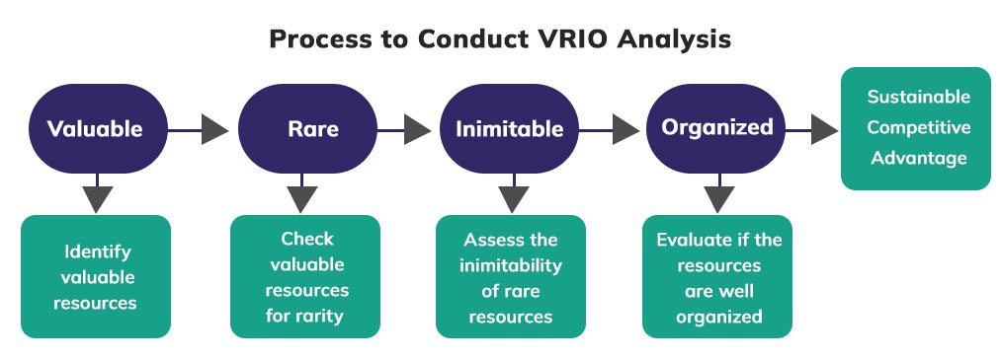 Process to Conduct VRIO Analysis
Valuable
Rare
Inimitable
Organized
Sustainable
Competitive
Advantage
Identify
valuable
resources
Check
valuable
resources
for rarity
Assess the
inimitability
of rare
resources
Evaluate if the
resources
are well
organized